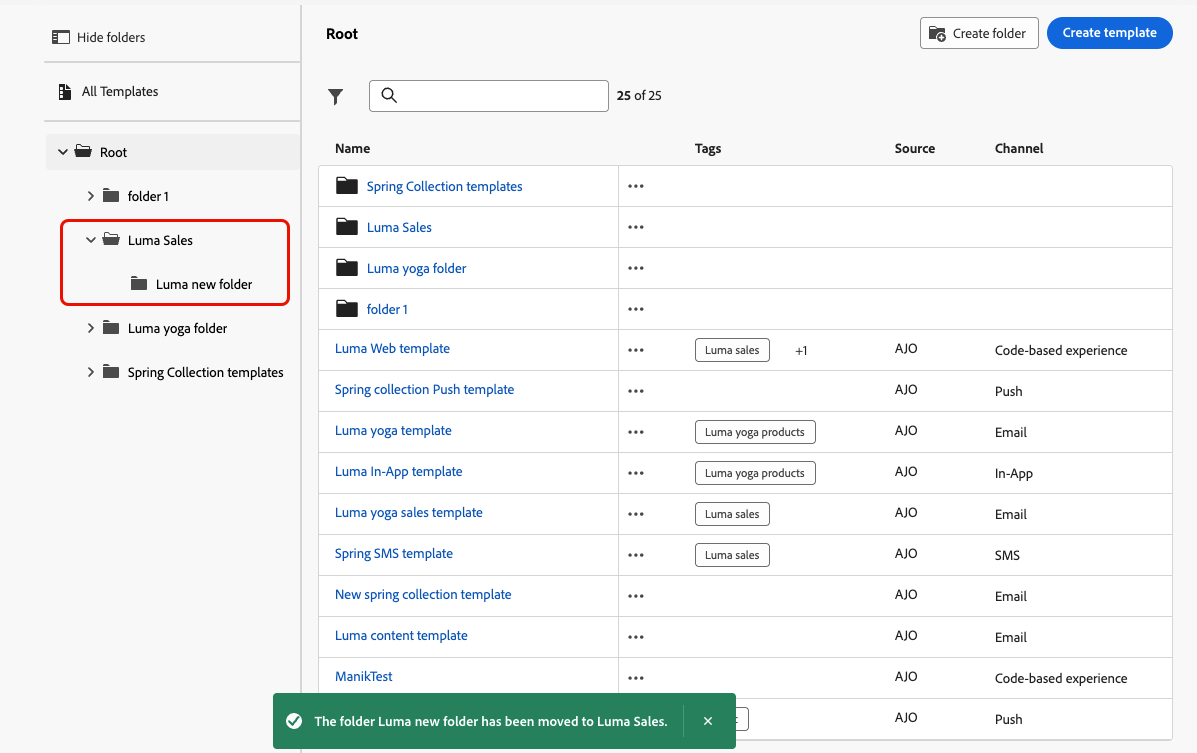 Hide folders
All Templates
Root
folder 1
Luma Sales
Luma new folder
Luma yoga folder
Spring Collection templates
Root
Create folder
Create template
25 of 25
Name Tags Source Channel
Spring Collection templates
Luma Sales
Luma yoga folder
folder 1
Luma Web template Luma sales +1 AJO Code-based experience
Spring collection Push template AJO Push
Luma yoga template Luma yoga products AJO Email
Luma In-App template Luma yoga products AJO In-App
Luma yoga sales template Luma sales AJO Email
Spring SMS template Luma sales AJO SMS
New spring collection template AJO Email
Luma content template AJO Email
ManikTest AJO Code-based experience
AJO Push
The folder Luma new folder has been moved to Luma Sales.